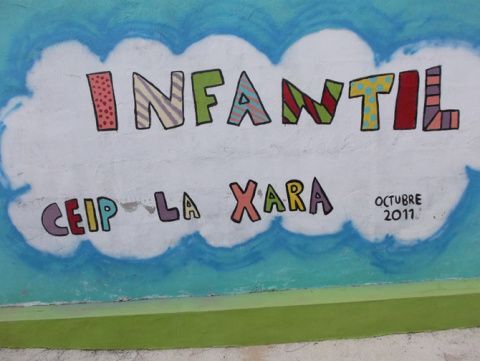 INFANTIL
CEIP LA XARA
OCTUBRE
2011